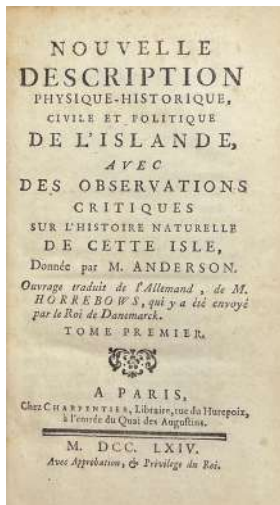 NOUVELLE
DESCRIPTION
PHYSIQUE-HISTORIQUE,
CIVILE ET POLITIQUE
DE L'ISLANDE,
AVEC
DES OBSERVATIONS
CRITIQUES
SUR L'HISTOIRE NATURELLE
DE CETTE ISLE,
Donnée par M. ANDERSON.
Ouvrage traduit de l'Allemand, de M.
HORREBOWS, qui y a été envoyé
par le Roi de Danemarck.
TOME PREMIER.
A PARIS,
Chez CHARPENTIER, Libraire, rue du Hurepoix,
à l'entrée du Quai des Augustins.
M. DCC. LXIV.
Avec Approbation, & Privilege du Roi.